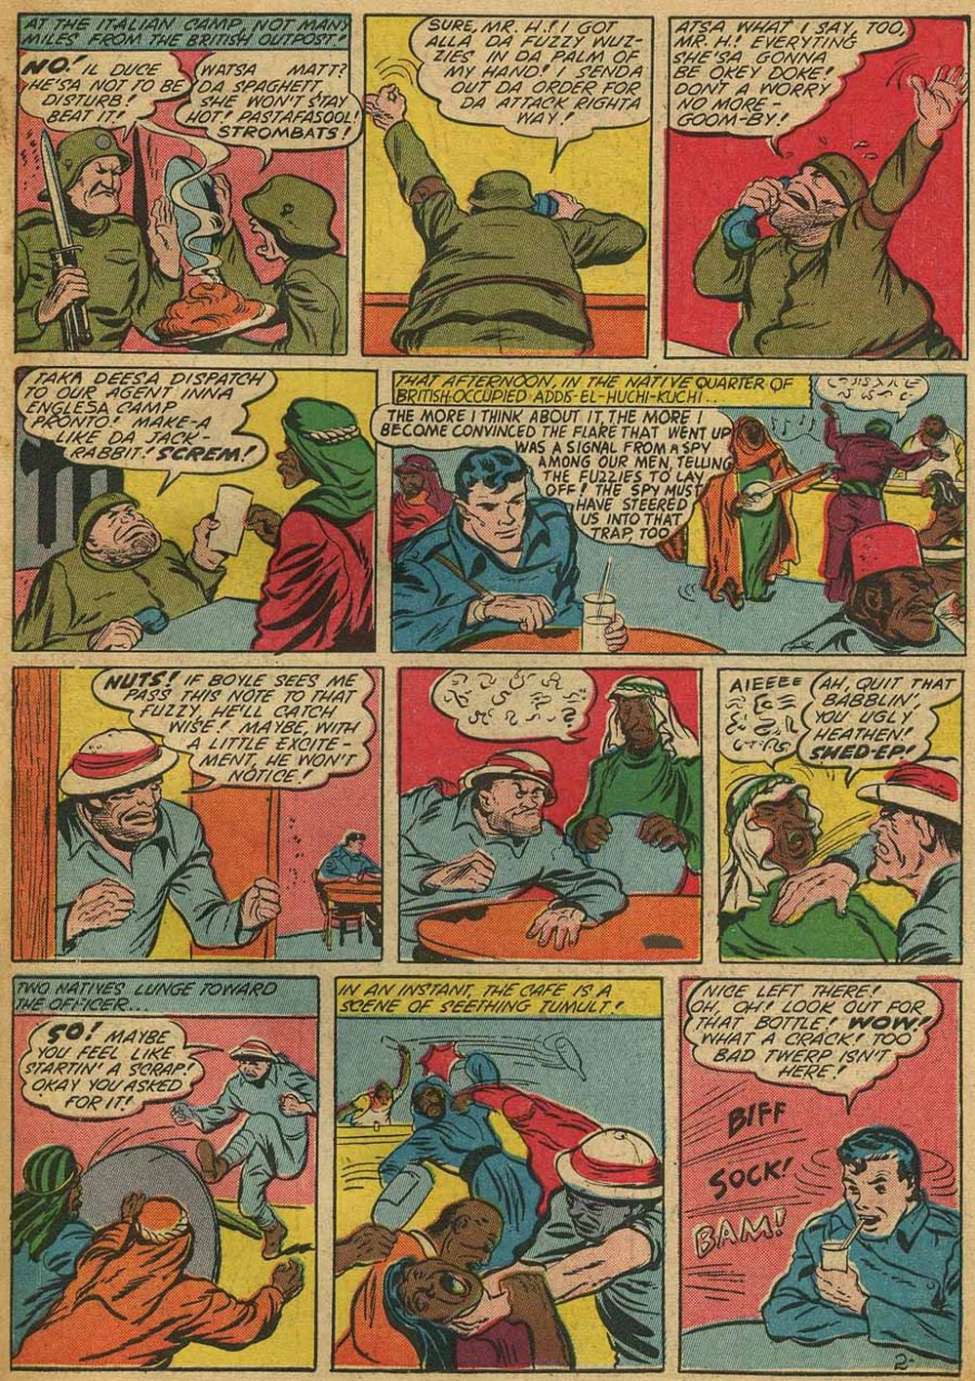 AT THE ITALIAN CAMP, NOT MANY
MILES FROM THE BRITISH OUTPOST!
NO! IL DUCE
HE'SA NOT TO BE
DISTURB!
BEAT IT!
WATSA MATT?
DA SPAGHETT
SHE WON'T STAY
HOT! PASTAFASOOL!
STROMBATS!
SURE, MR. H.! I GOT
ALLA DA FUZZY WUZ-
ZIES IN DA PALM OF
MY HAND! I SENDA
OUT DA ORDER FOR
DA ATTACK RIGHTA
WAY!
ATSA WHAT I SAY, TOO,
MR. H.! EVERYTING
SHE'SA GONNA
BE OKEY DOKE!
DONT A WORRY
NO MORE-
GOOM-BY!
TAKA DEESA DISPATCH
TO OUR AGENT INNA
ENGLESA CAMP
PRONTO! MAKE-A
LIKE DA JACK-
RABBIT! SCREM!
THAT AFTERNOON, IN THE NATIVE QUARTER OF
BRITISH-OCCUPIED ADDIS-EL-HUCHI-KUCHI...
THE MORE I THINK ABOUT IT, THE MORE I
BECOME CONVINCED THE FLARE THAT WENT UP
WAS A SIGNAL FROM A SPY
AMONG OUR MEN, TELLING
THE FUZZIES TO LAY
OFF! THE SPY MUST
HAVE STEERED
US INTO THAT
TRAP, TOO
NUTS! IF BOYLE SEES ME
PASS THIS NOTE TO THAT
FUZZY, HE'LL CATCH
WISE! MAYBE, WITH
A LITTLE EXCITE-
MENT, HE WON'T
NOTICE!
AIEEEE
AH, QUIT THAT
BABBLIN',
YOU UGLY
HEATHEN!
SHED-EP!
TWO NATIVES LUNGE TOWARD
THE OFFICER...
SO! MAYBE
YOU FEEL LIKE
STARTIN' A SCRAP!
OKAY YOU ASKED
FOR IT!
IN AN INSTANT, THE CAFE IS A
SCENE OF SEETHING TUMULT!
NICE LEFT THERE!
OH, OH! LOOK OUT FOR
THAT BOTTLE! WOW!
WHAT A CRACK! TOO
BAD TWERP ISN'T
HERE!
BIFF
SOCK!
BAM!
2-